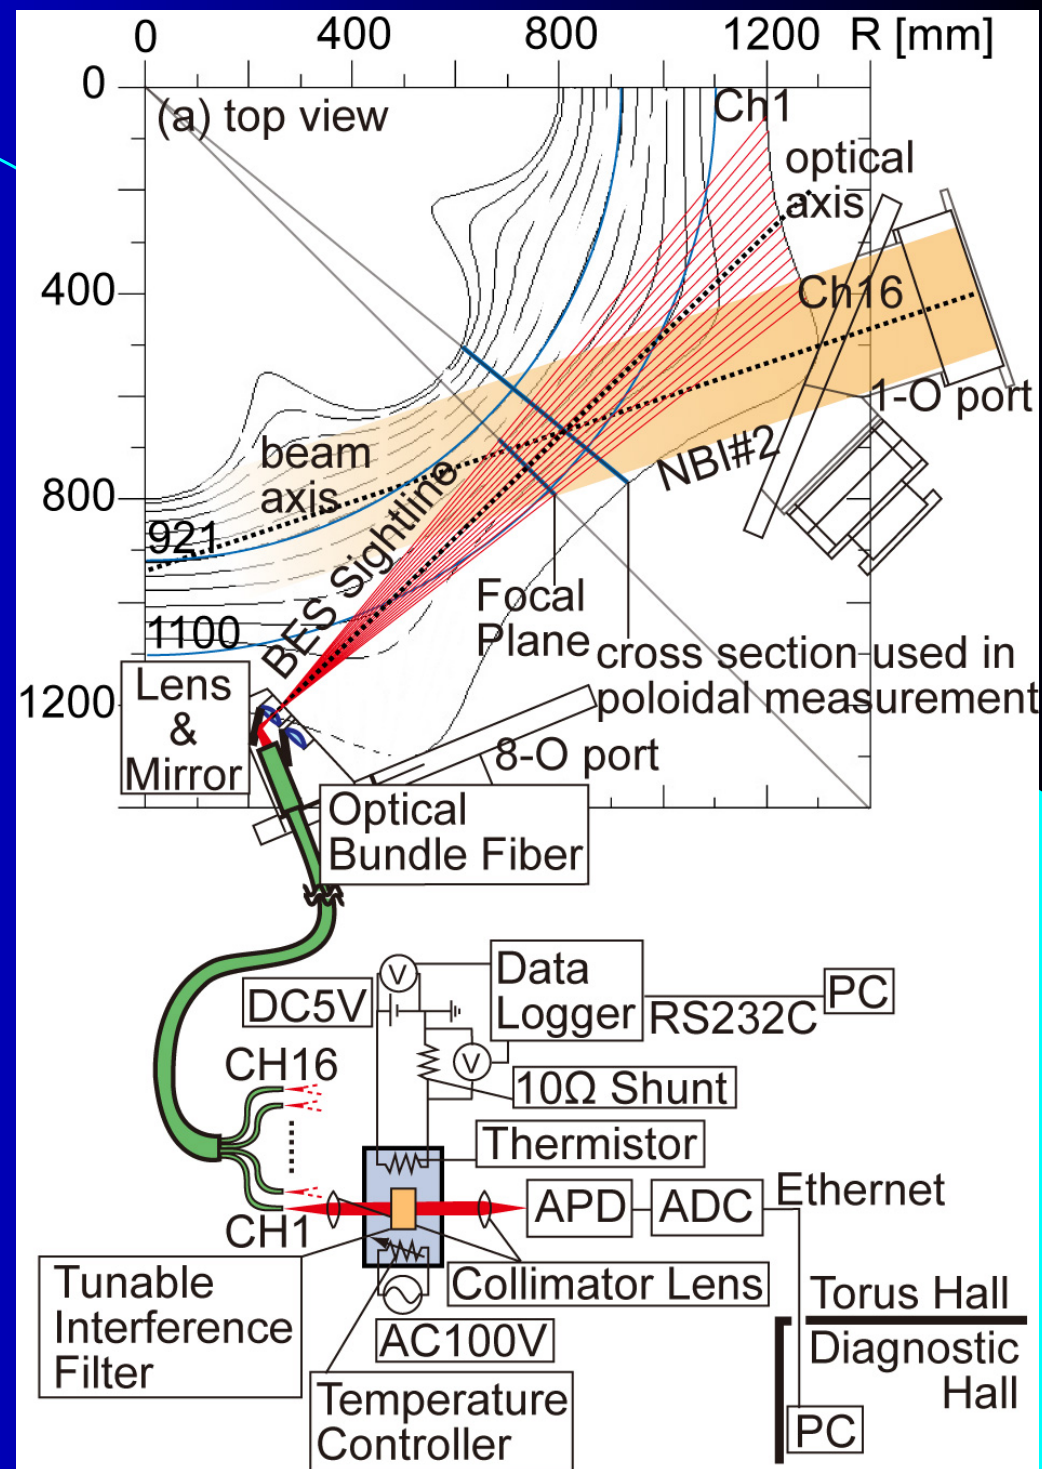 0 400 800 1200 R [mm]
0
(a) top view
Ch1
optical
axis
400
Ch16
1-O port
beam
axis
NBI#2
800
921
BES Sightline
Focal
Plane
1100
cross section used in
poloidal measurement
Lens
&
Mirror
1200
8-O port
Optical
Bundle Fiber
V
Data
Logger
DC5V
RS232C
PC
V
CH16
10Ω Shunt
Thermistor
Ethernet
APD
ADC
CH1
Collimator Lens
Tunable
Interference
Filter
AC100V
Torus Hall
Diagnostic
Hall
Temperature
Controller
PC